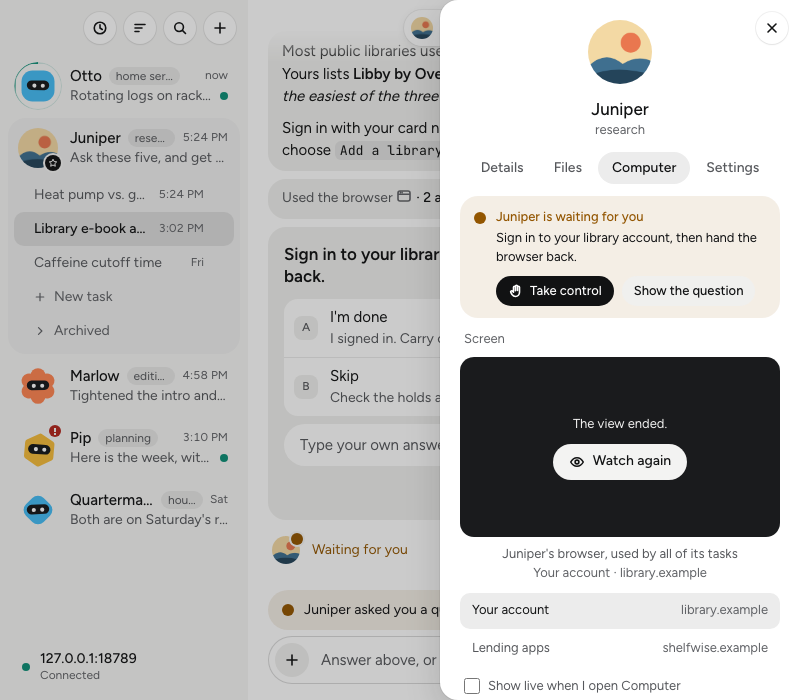 Otto home ser... now
Rotating logs on rack...
Juniper rese... 5:24 PM
Ask these five, and get ...
Heat pump vs. g... 5:24 PM
Library e-book a... 3:02 PM
Caffeine cutoff time Fri
New task
Archived
Marlow editi... 4:58 PM
Tightened the intro and...
Pip planning 3:10 PM
Here is the week, wit...
Quarterma... hou... Sat
Both are on Saturday's r...
127.0.0.1:18789
Connected
Most public libraries use
Yours lists Libby by Ove
the easiest of the three
Sign in with your card n
choose Add a library
Used the browser · 2 a
Sign in to your librar
back.
A I'm done
I signed in. Carry o
B Skip
Check the holds a
Type your own answe
Waiting for you
Juniper asked you a q
Answer above, or
Juniper
research
Details Files Computer Settings
Juniper is waiting for you
Sign in to your library account, then hand the
browser back.
Take control Show the question
Screen
The view ended.
Watch again
Juniper's browser, used by all of its tasks
Your account · library.example
Your account library.example
Lending apps shelfwise.example
Show live when I open Computer